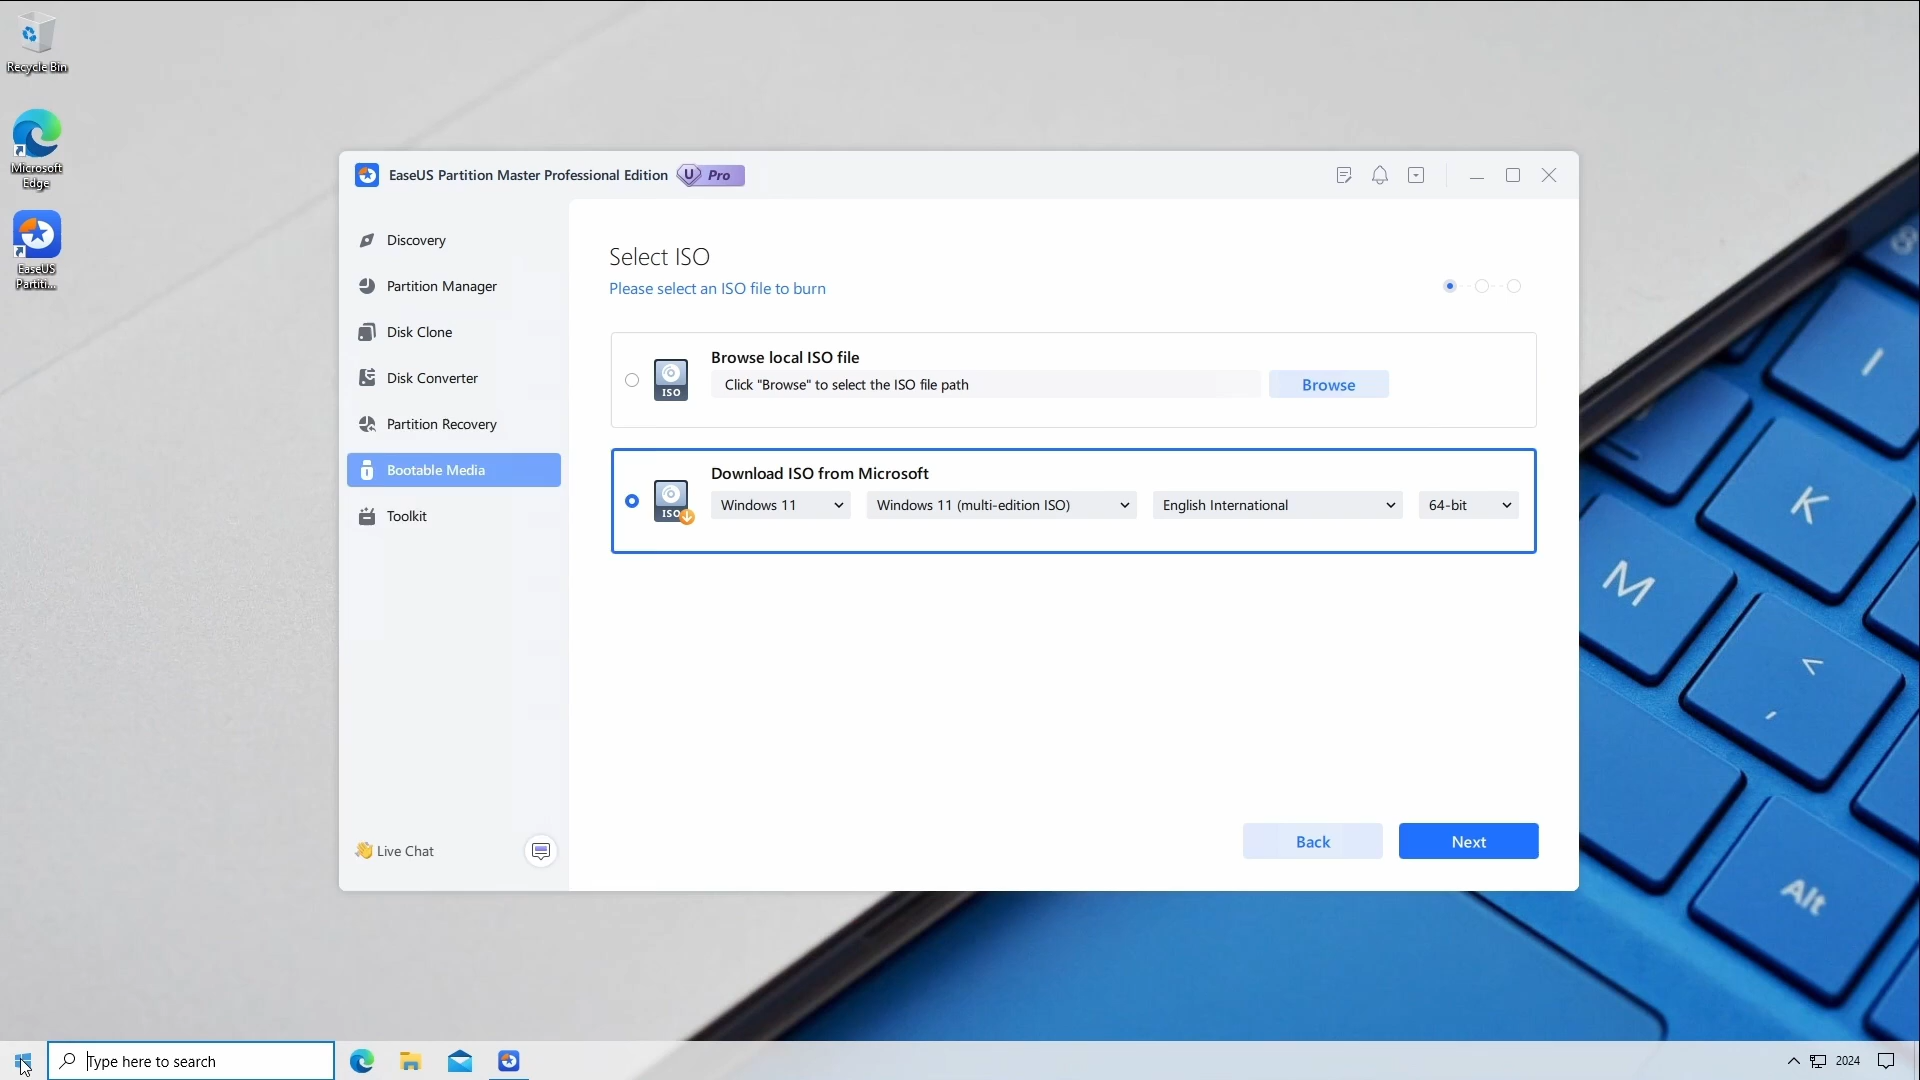 Recycle Bin
Microsoft
Edge
EaseUS
Partiti...
EaseUS Partition Master Professional Edition
U Pro
Discovery
Partition Manager
Disk Clone
Disk Converter
Partition Recovery
Bootable Media
Toolkit
Live Chat
Select ISO
Please select an ISO file to burn
ISO
Browse local ISO file
Click "Browse" to select the ISO file path
Browse
ISO
Download ISO from Microsoft
Windows 11
Windows 11 (multi-edition ISO)
English International
64-bit
Back
Next
8
I
K
M
<
,
Alt
Type here to search
2024